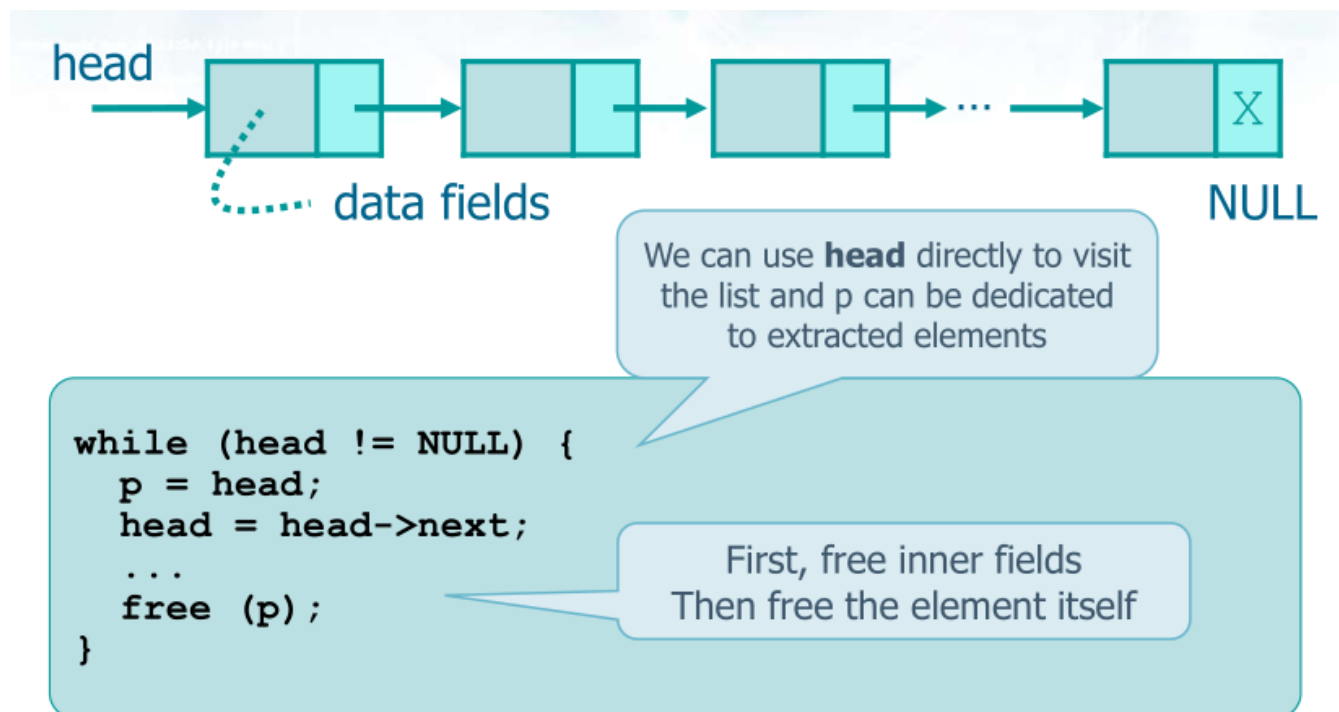 head
...
X
data fields
NULL
We can use head directly to visit
the list and p can be dedicated
to extracted elements
while (head != NULL) {
p = head;
head = head->next;
...
free (p);
}
First, free inner fields
Then free the element itself